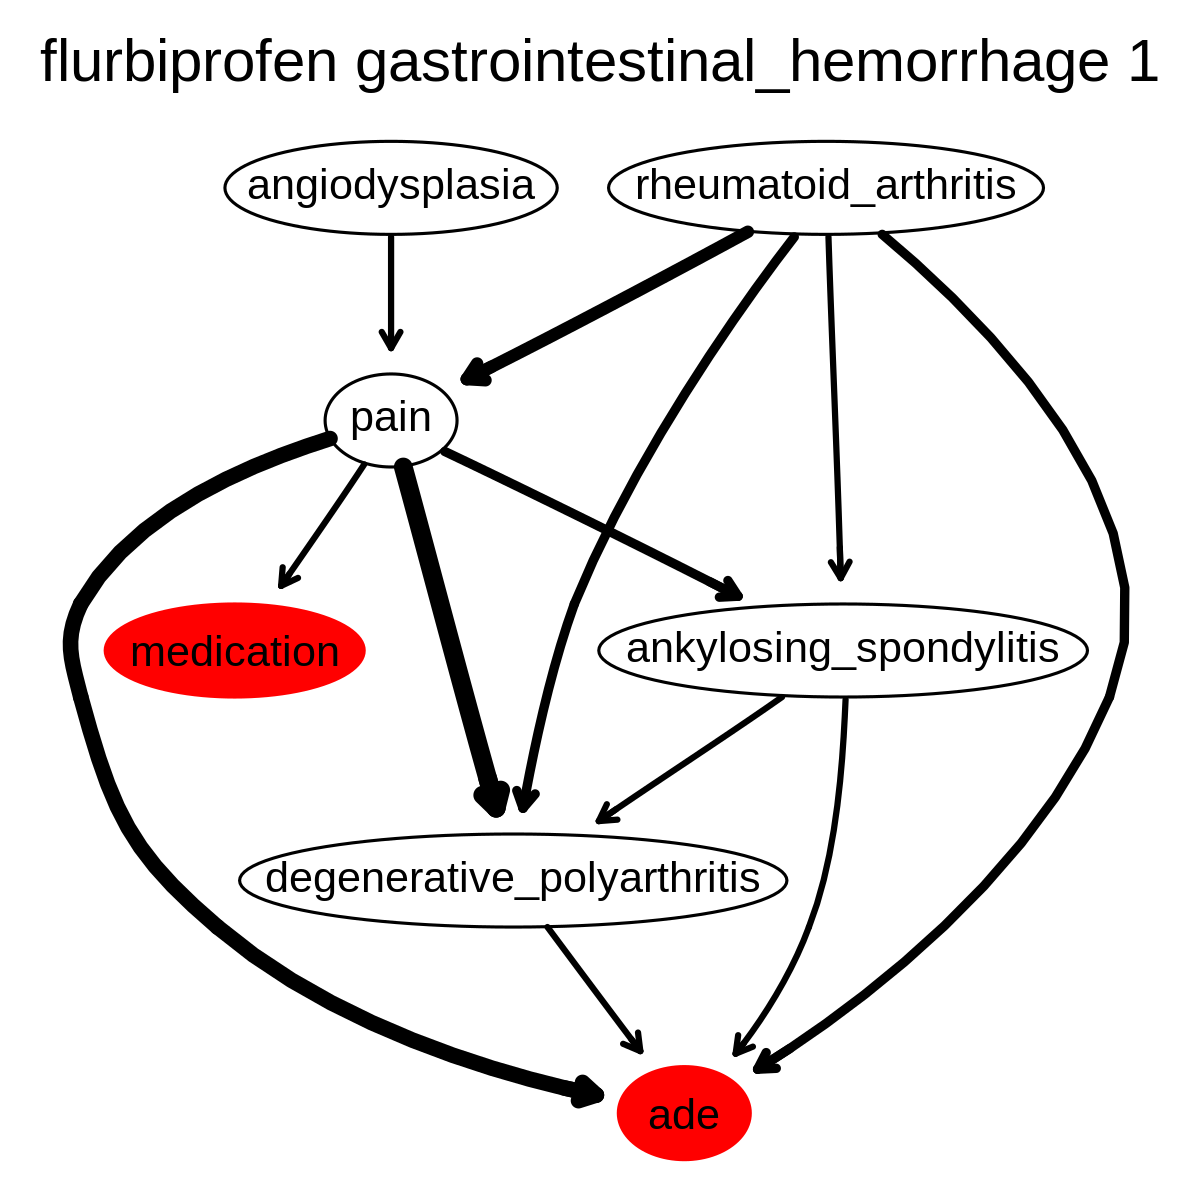 flurbiprofen gastrointestinal_hemorrhage 1
angiodysplasia
rheumatoid_arthritis
pain
medication
ankylosing_spondylitis
degenerative_polyarthritis
ade